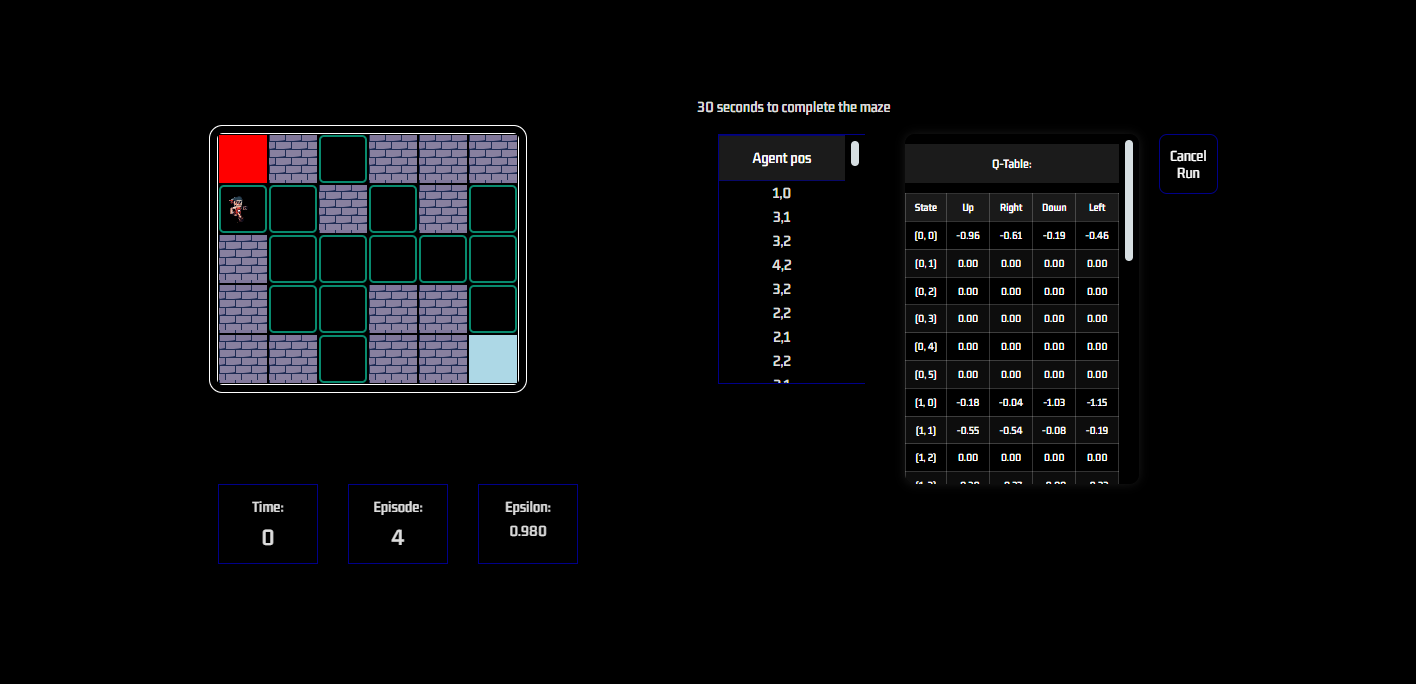 30 seconds to complete the maze
Agent pos
1,0
3,1
3,2
4,2
3,2
2,2
2,1
2,2
Q-Table:
State Up Right Down Left
(0, 0) -0.96 -0.61 -0.19 -0.46
(0, 1) 0.00 0.00 0.00 0.00
(0, 2) 0.00 0.00 0.00 0.00
(0, 3) 0.00 0.00 0.00 0.00
(0, 4) 0.00 0.00 0.00 0.00
(0, 5) 0.00 0.00 0.00 0.00
(1, 0) -0.18 -0.04 -1.03 -1.15
(1, 1) -0.55 -0.54 -0.08 -0.19
(1, 2) 0.00 0.00 0.00 0.00
Cancel
Run
Time:
0
Episode:
4
Epsilon:
0.980